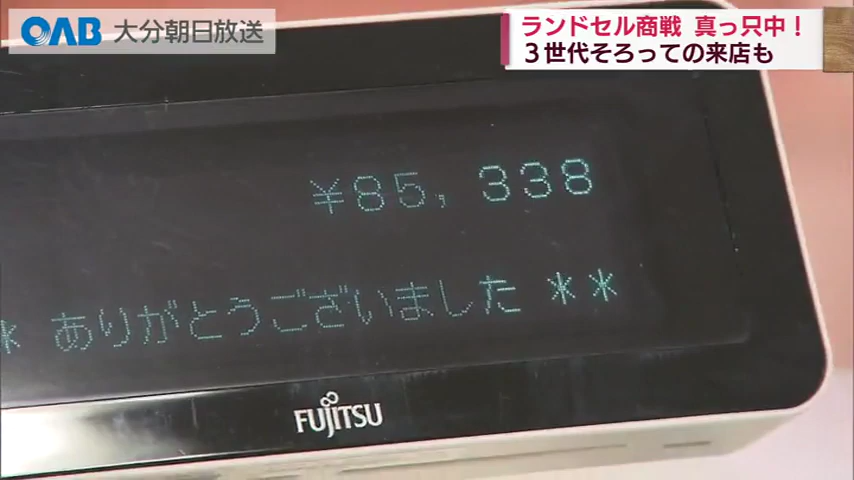 OAB 大分朝日放送
ランドセル商戦 真っ只中！
３世代そろっての来店も
¥85,338
* ありがとうございました **
FUJITSU